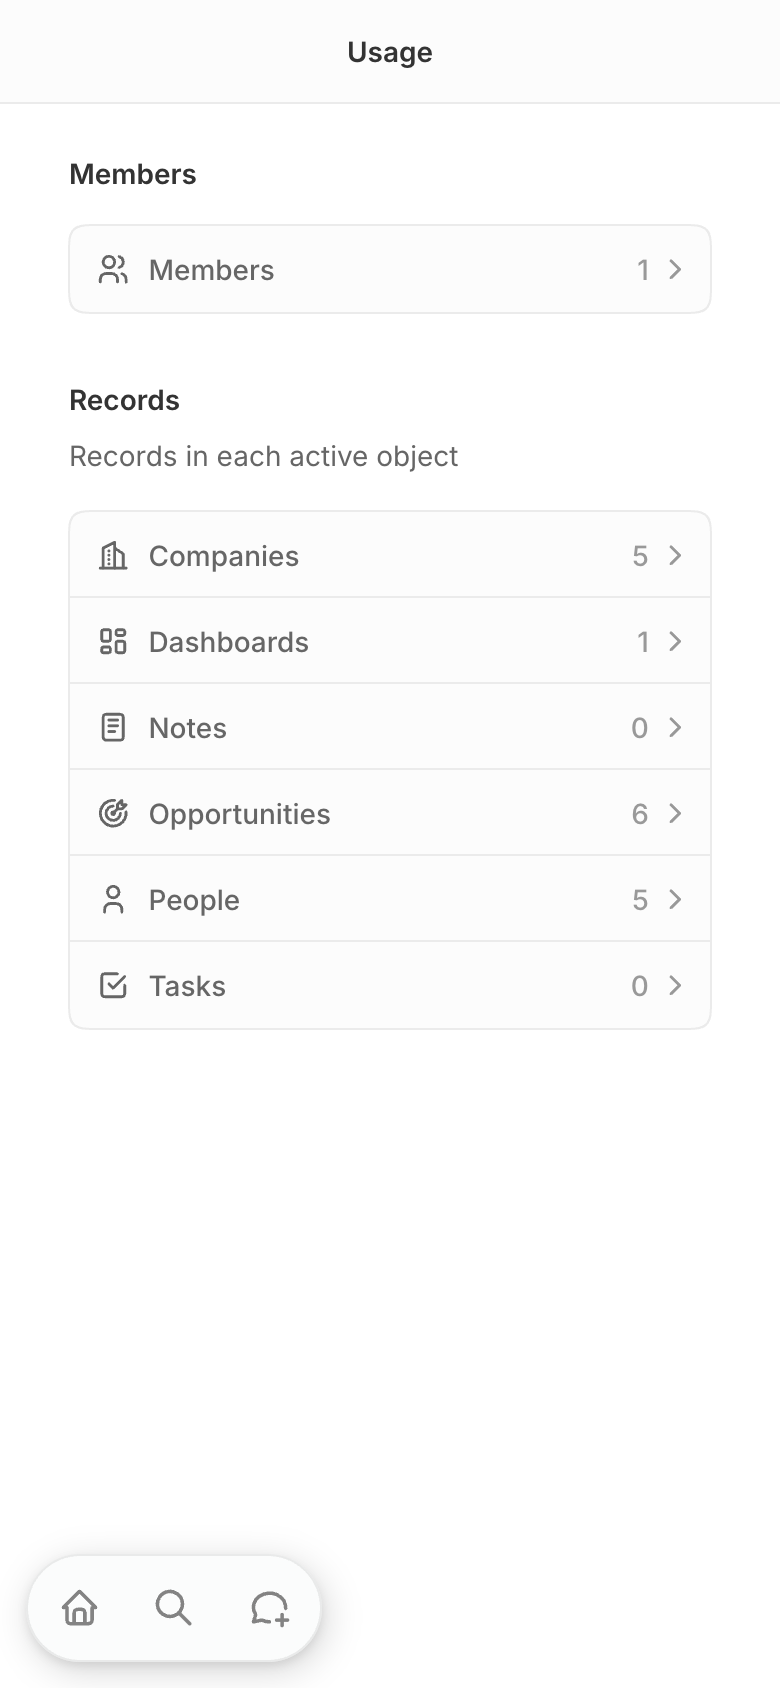 Usage
Members
Members 1
Records
Records in each active object
Companies 5
Dashboards 1
Notes 0
Opportunities 6
People 5
Tasks 0